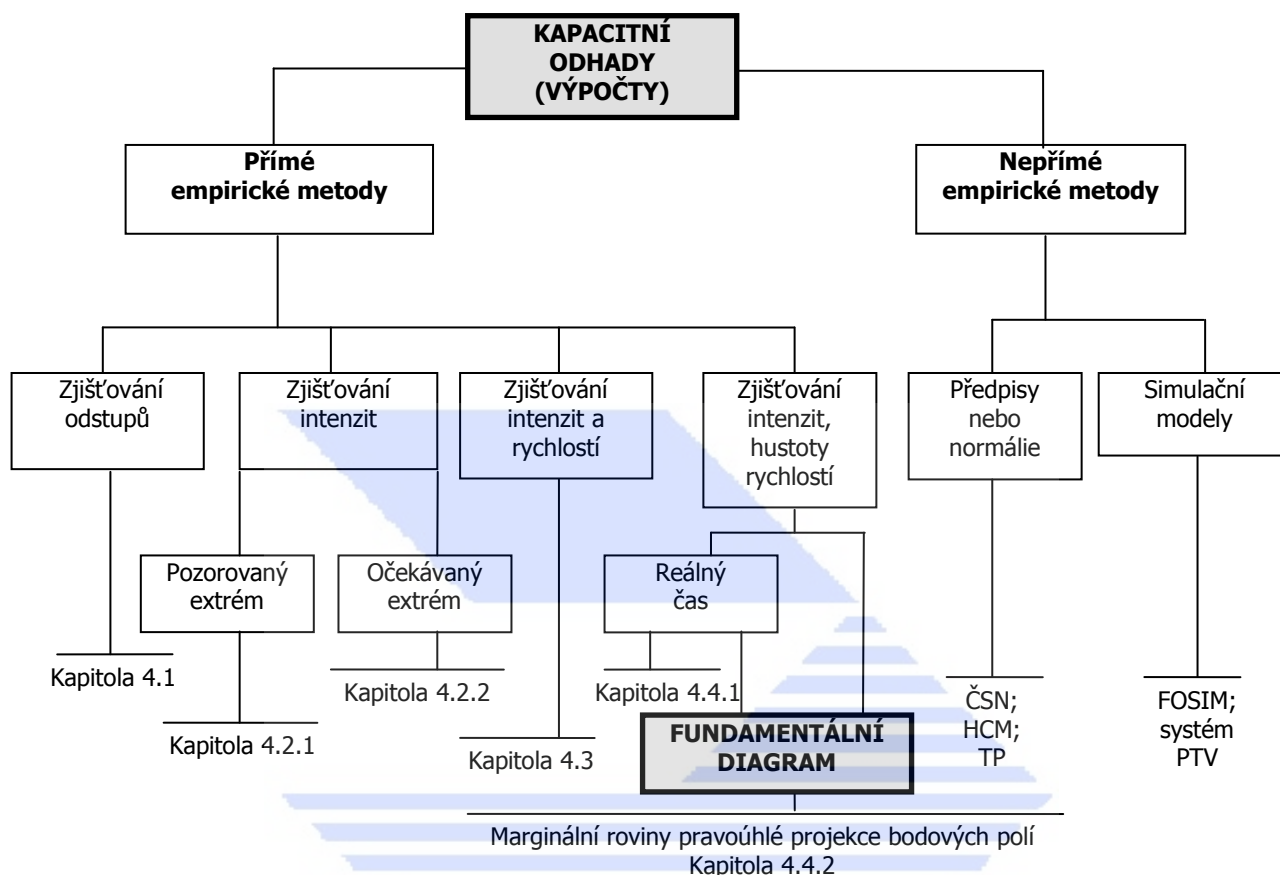 KAPACITNÍ
ODHADY
(VÝPOČTY)
Přímé
empirické metody
Nepřímé
empirické metody
Zjišťování
odstupů
Zjišťování
intenzit
Zjišťování
intenzit a
rychlostí
Zjišťování
intenzit,
hustoty
rychlostí
Předpisy
nebo
normálie
Simulační
modely
Pozorovaný
extrém
Očekávaný
extrém
Reálný
čas
Kapitola 4.1
Kapitola 4.2.1
Kapitola 4.2.2
Kapitola 4.3
Kapitola 4.4.1
ČSN;
HCM;
TP
FOSIM;
systém
PTV
FUNDAMENTÁLNÍ
DIAGRAM
Marginální roviny pravoúhlé projekce bodových polí
Kapitola 4.4.2